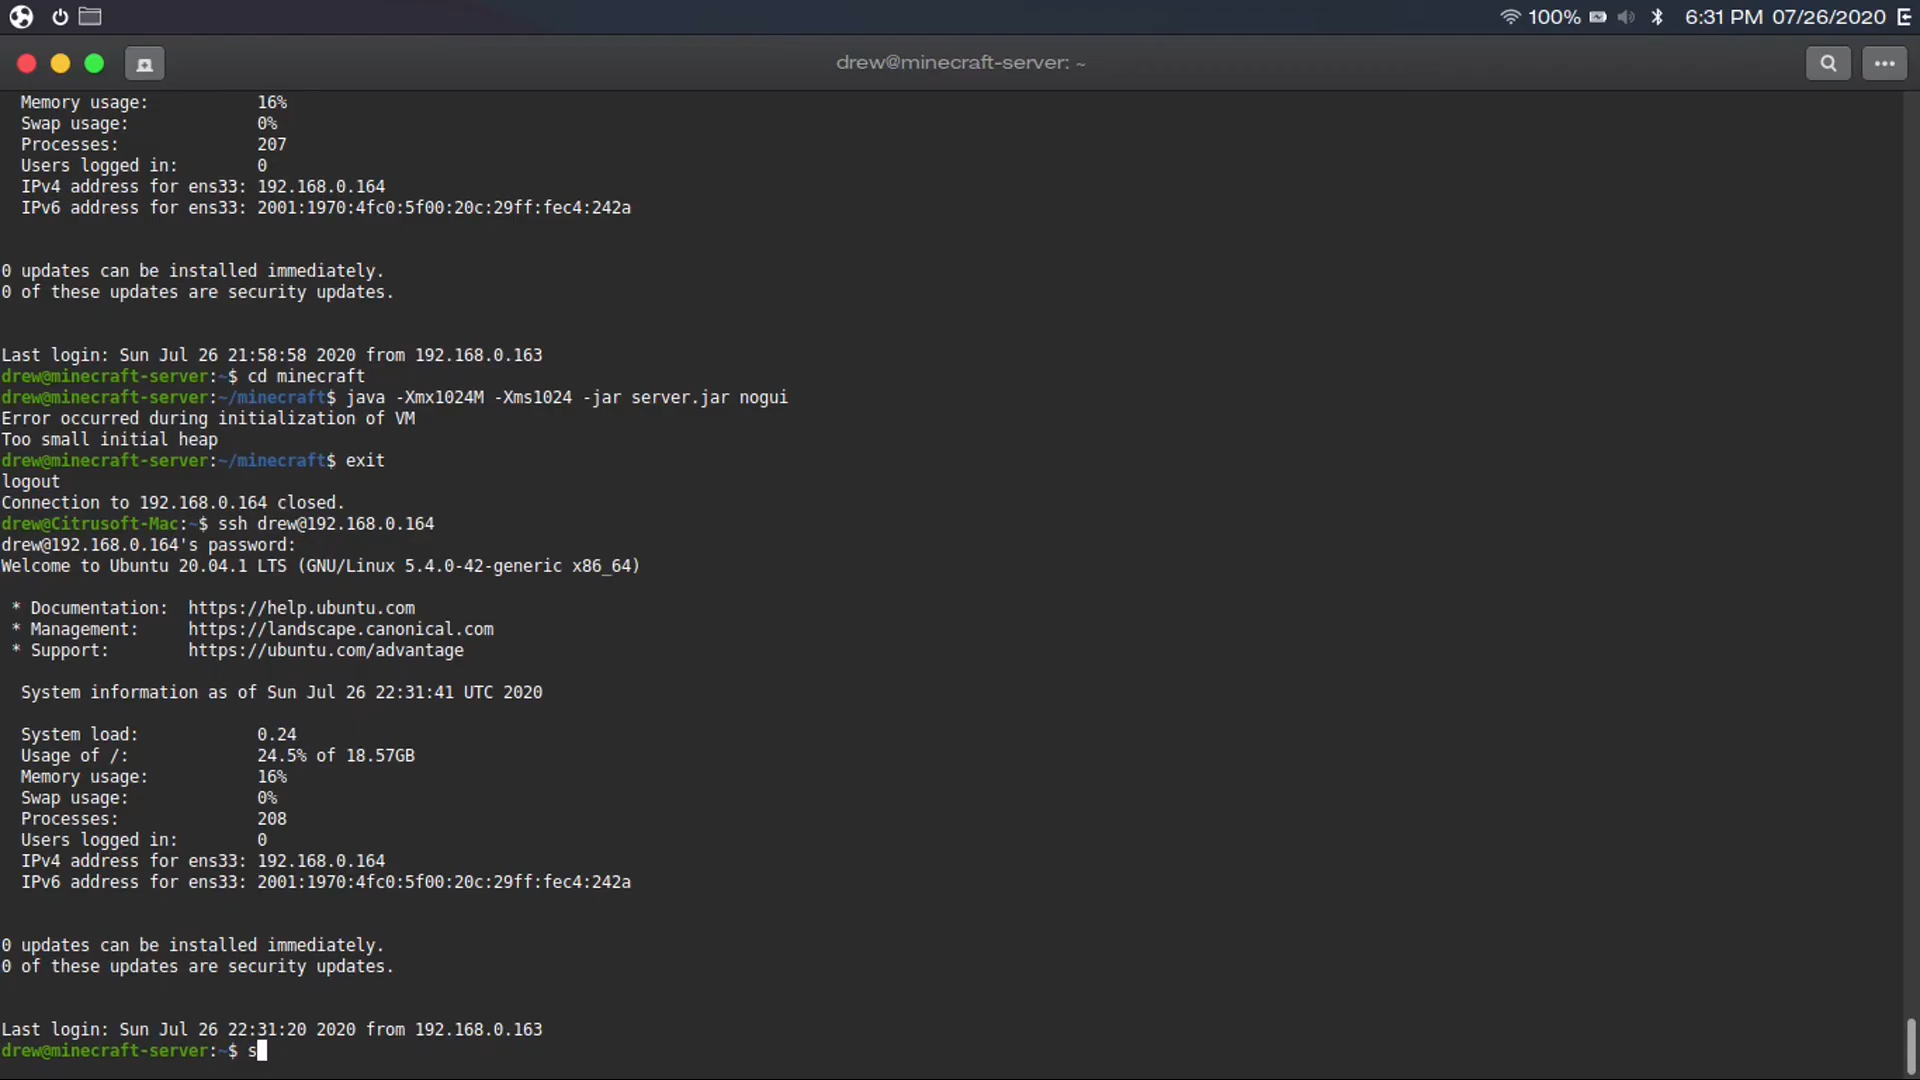 100% 6:31 PM 07/26/2020
drew@minecraft-server: ~
Memory usage: 16%
Swap usage: 0%
Processes: 207
Users logged in: 0
IPv4 address for ens33: 192.168.0.164
IPv6 address for ens33: 2001:1970:4fc0:5f00:20c:29ff:fec4:242a
0 updates can be installed immediately.
0 of these updates are security updates.
Last login: Sun Jul 26 21:58:58 2020 from 192.168.0.163
drew@minecraft-server:~$ cd minecraft
drew@minecraft-server:~/minecraft$ java -Xmx1024M -Xms1024 -jar server.jar nogui
Error occurred during initialization of VM
Too small initial heap
drew@minecraft-server:~/minecraft$ exit
logout
Connection to 192.168.0.164 closed.
drew@Citrusoft-Mac:~$ ssh drew@192.168.0.164
drew@192.168.0.164's password:
Welcome to Ubuntu 20.04.1 LTS (GNU/Linux 5.4.0-42-generic x86_64)
* Documentation: https://help.ubuntu.com
* Management: https://landscape.canonical.com
* Support: https://ubuntu.com/advantage
System information as of Sun Jul 26 22:31:41 UTC 2020
System load: 0.24
Usage of /: 24.5% of 18.57GB
Memory usage: 16%
Swap usage: 0%
Processes: 208
Users logged in: 0
IPv4 address for ens33: 192.168.0.164
IPv6 address for ens33: 2001:1970:4fc0:5f00:20c:29ff:fec4:242a
0 updates can be installed immediately.
0 of these updates are security updates.
Last login: Sun Jul 26 22:31:20 2020 from 192.168.0.163
drew@minecraft-server:~$ s